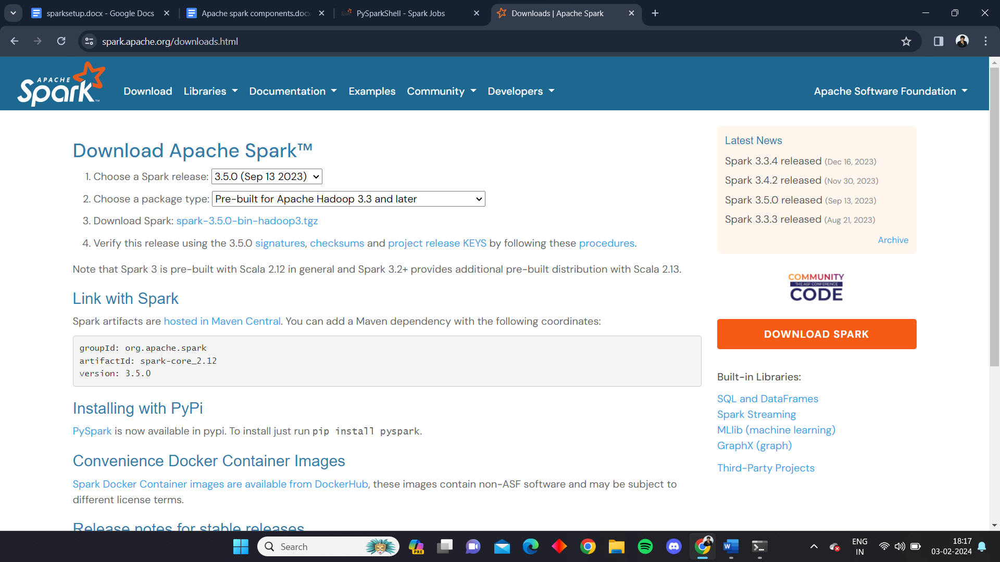 sparksetup.docx - Google Docs
Apache spark components.docx
PySparkShell - Spark Jobs
Downloads | Apache Spark
spark.apache.org/downloads.html
APACHE
Spark™
Download
Libraries
Documentation
Examples
Community
Developers
Apache Software Foundation
Download Apache Spark™
1. Choose a Spark release: 3.5.0 (Sep 13 2023)
2. Choose a package type: Pre-built for Apache Hadoop 3.3 and later
3. Download Spark: spark-3.5.0-bin-hadoop3.tgz
4. Verify this release using the 3.5.0 signatures, checksums and project release KEYS by following these procedures.
Note that Spark 3 is pre-built with Scala 2.12 in general and Spark 3.2+ provides additional pre-built distribution with Scala 2.13.
Link with Spark
Spark artifacts are hosted in Maven Central. You can add a Maven dependency with the following coordinates:
groupId: org.apache.spark
artifactId: spark-core_2.12
version: 3.5.0
Installing with PyPi
PySpark is now available in pypi. To install just run pip install pyspark.
Convenience Docker Container Images
Spark Docker Container images are available from DockerHub, these images contain non-ASF software and may be subject to
different license terms.
Release notes for stable releases
Latest News
Spark 3.3.4 released (Dec 16, 2023)
Spark 3.4.2 released (Nov 30, 2023)
Spark 3.5.0 released (Sep 13, 2023)
Spark 3.3.3 released (Aug 21, 2023)
Archive
COMMUNITY
THE ASF CONFERENCE
CODE
DOWNLOAD SPARK
Built-in Libraries:
SQL and DataFrames
Spark Streaming
MLlib (machine learning)
GraphX (graph)
Third-Party Projects
Search
PRE
W
ENG
IN
18:17
03-02-2024